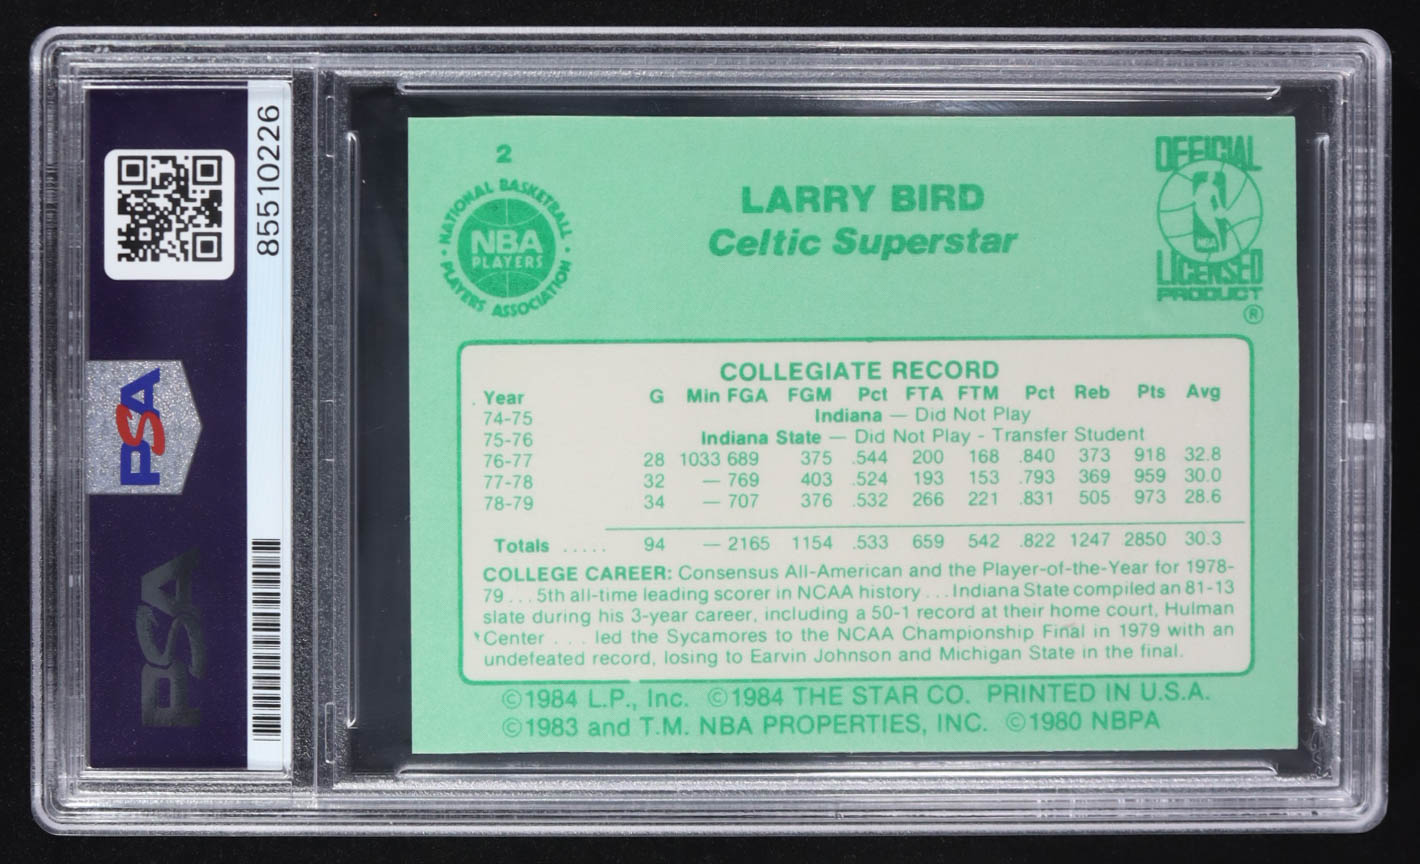 85510226
PSA
PSA
2
NATIONAL BASKETBALL
NBA
PLAYERS
PLAYERS ASSOCIATION
LARRY BIRD
Celtic Superstar
OFFICIAL
NBA
LICENSED
PRODUCT
®
COLLEGIATE RECORD
Year G Min FGA FGM Pct FTA FTM Pct Reb Pts Avg
74-75 Indiana — Did Not Play
75-76 Indiana State — Did Not Play - Transfer Student
76-77 28 1033 689 375 .544 200 168 .840 373 918 32.8
77-78 32 — 769 403 .524 193 153 .793 369 959 30.0
78-79 34 — 707 376 .532 266 221 .831 505 973 28.6
Totals ..... 94 — 2165 1154 .533 659 542 .822 1247 2850 30.3
COLLEGE CAREER: Consensus All-American and the Player-of-the-Year for 1978-
79 . . . 5th all-time leading scorer in NCAA history . . . Indiana State compiled an 81-13
slate during his 3-year career, including a 50-1 record at their home court, Hulman
Center . . . led the Sycamores to the NCAA Championship Final in 1979 with an
undefeated record, losing to Earvin Johnson and Michigan State in the final.
©1984 L.P., Inc. ©1984 THE STAR CO. PRINTED IN U.S.A.
©1983 and T.M. NBA PROPERTIES, INC. ©1980 NBPA